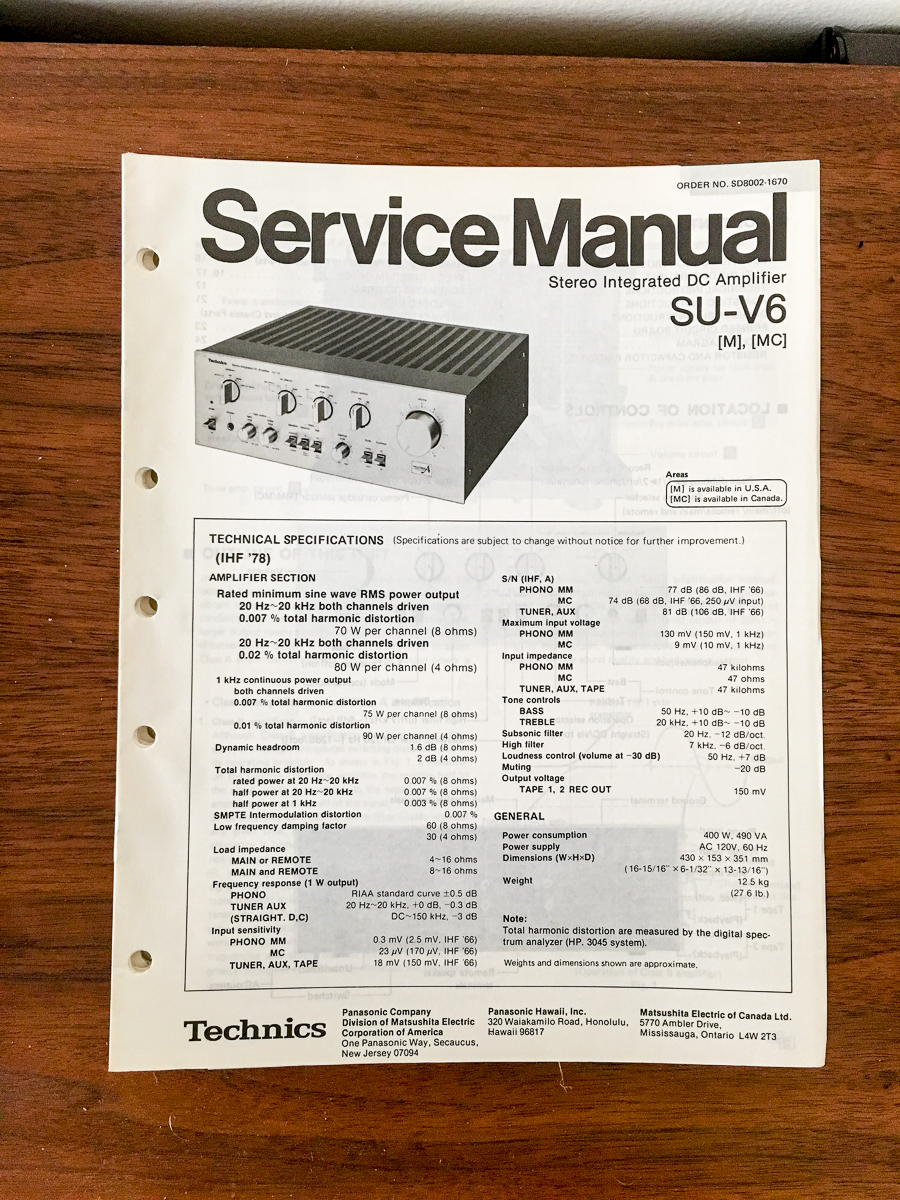 ORDER NO. SD8002-1670
Service Manual
Stereo Integrated DC Amplifier
SU-V6
[M], [MC]
Technics
Areas
[M] is available in U.S.A.
[MC] is available in Canada.
TECHNICAL SPECIFICATIONS (Specifications are subject to change without notice for further improvement.)
(IHF '78)
AMPLIFIER SECTION
Rated minimum sine wave RMS power output
20 Hz~20 kHz both channels driven
0.007 % total harmonic distortion
70 W per channel (8 ohms)
20 Hz~20 kHz both channels driven
0.02 % total harmonic distortion
80 W per channel (4 ohms)
1 kHz continuous power output
both channels driven
0.007 % total harmonic distortion
75 W per channel (8 ohms)
0.01 % total harmonic distortion
90 W per channel (4 ohms)
Dynamic headroom 1.6 dB (8 ohms)
2 dB (4 ohms)
Total harmonic distortion
rated power at 20 Hz~20 kHz 0.007 % (8 ohms)
half power at 20 Hz~20 kHz 0.007 % (8 ohms)
half power at 1 kHz 0.003 % (8 ohms)
SMPTE Intermodulation distortion 0.007 %
Low frequency damping factor 60 (8 ohms)
30 (4 ohms)
Load impedance
MAIN or REMOTE 4~16 ohms
MAIN and REMOTE 8~16 ohms
Frequency response (1 W output)
PHONO RIAA standard curve ±0.5 dB
TUNER AUX 20 Hz~20 kHz, +0 dB, -0.3 dB
(STRAIGHT. D,C) DC~150 kHz, -3 dB
Input sensitivity
PHONO MM 0.3 mV (2.5 mV, IHF '66)
MC 23 µV (170 µV, IHF '66)
TUNER, AUX, TAPE 18 mV (150 mV, IHF '66)
S/N (IHF, A)
PHONO MM 77 dB (86 dB, IHF '66)
MC 74 dB (68 dB, IHF '66, 250 µV input)
TUNER, AUX 81 dB (106 dB, IHF '66)
Maximum input voltage
PHONO MM 130 mV (150 mV, 1 kHz)
MC 9 mV (10 mV, 1 kHz)
Input impedance
PHONO MM 47 kilohms
MC 47 ohms
TUNER, AUX, TAPE 47 kilohms
Tone controls
BASS 50 Hz, +10 dB~ -10 dB
TREBLE 20 kHz, +10 dB~ -10 dB
Subsonic filter 20 Hz, -12 dB/oct.
High filter 7 kHz, -6 dB/oct.
Loudness control (volume at -30 dB) 50 Hz, +7 dB
Muting -20 dB
Output voltage
TAPE 1, 2 REC OUT 150 mV
GENERAL
Power consumption 400 W, 490 VA
Power supply AC 120V, 60 Hz
Dimensions (W×H×D) 430 × 153 × 351 mm
(16-15/16" × 6-1/32" × 13-13/16")
Weight 12.5 kg
(27.6 lb.)
Note:
Total harmonic distortion are measured by the digital spec-
trum analyzer (HP. 3045 system).
Weights and dimensions shown are approximate.
Technics
Panasonic Company
Division of Matsushita Electric
Corporation of America
One Panasonic Way, Secaucus,
New Jersey 07094
Panasonic Hawaii, Inc.
320 Waiakamilo Road, Honolulu,
Hawaii 96817
Matsushita Electric of Canada Ltd.
5770 Ambler Drive,
Mississauga, Ontario L4W 2T3